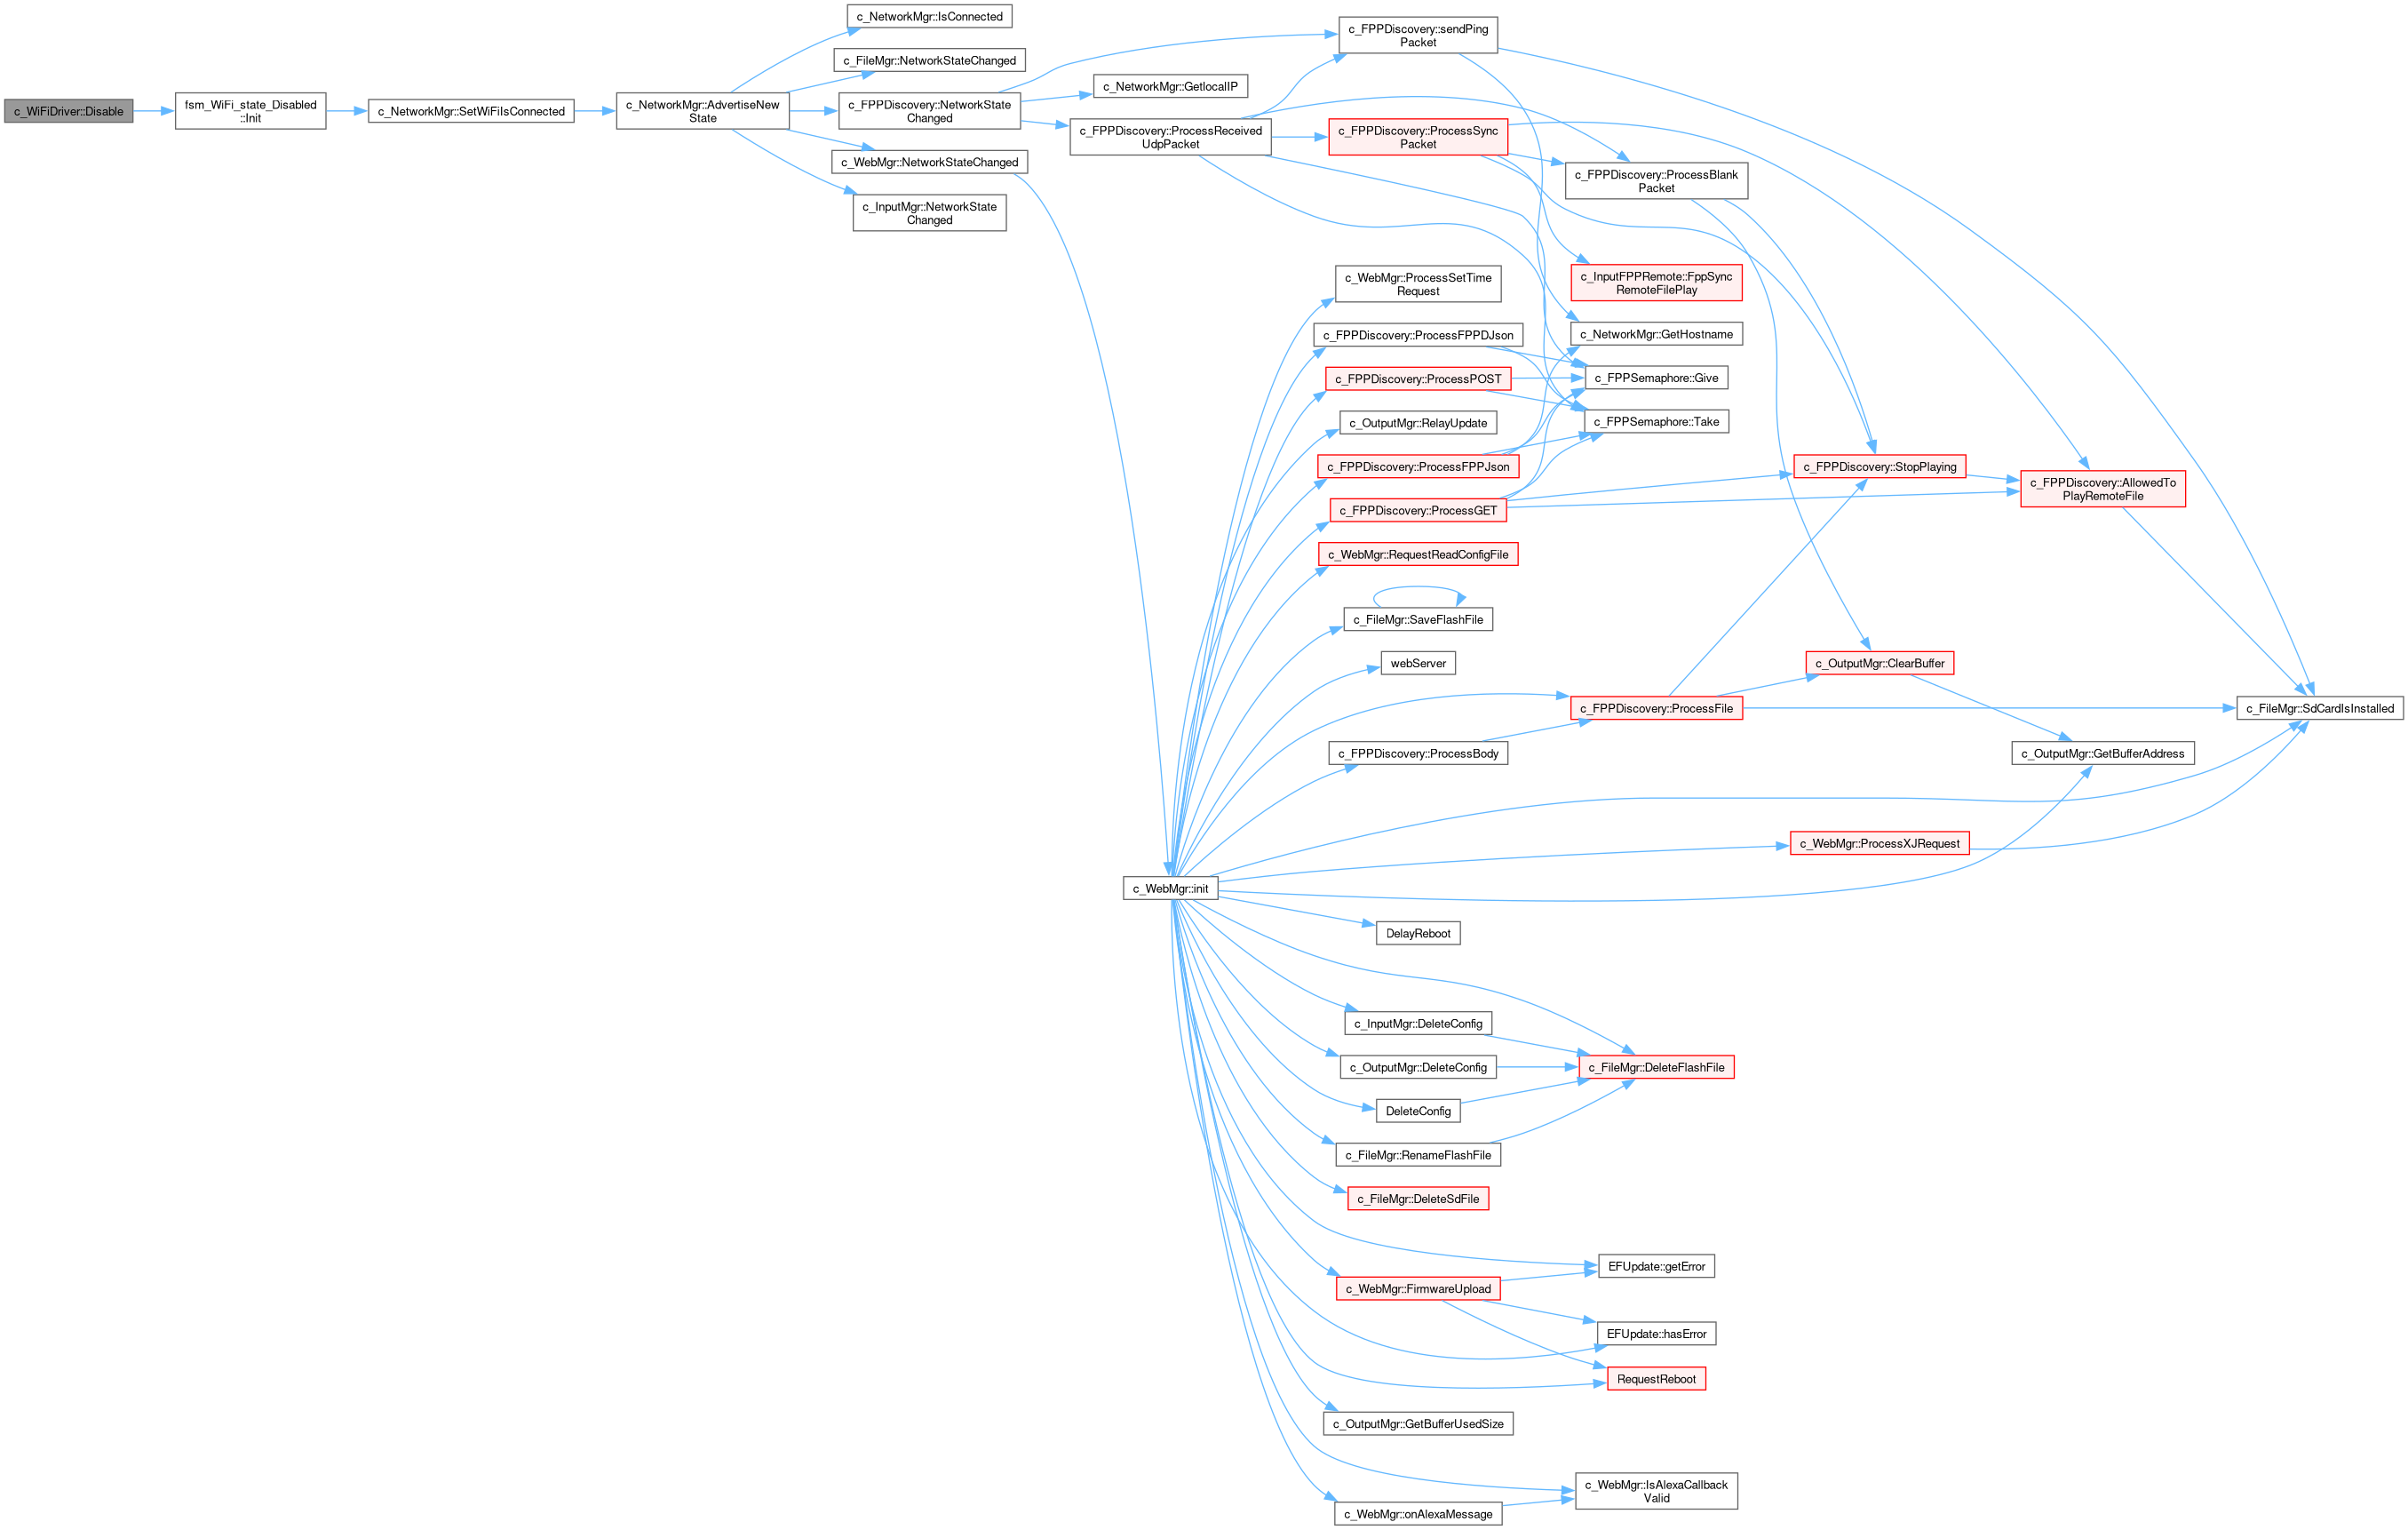 c_WiFiDriver::Disable
fsm_WiFi_state_Disabled
::Init
c_NetworkMgr::SetWiFiIsConnected
c_NetworkMgr::AdvertiseNew
State
c_NetworkMgr::IsConnected
c_FileMgr::NetworkStateChanged
c_FPPDiscovery::NetworkState
Changed
c_WebMgr::NetworkStateChanged
c_InputMgr::NetworkState
Changed
c_NetworkMgr::GetlocalIP
c_FPPDiscovery::ProcessReceived
UdpPacket
c_WebMgr::init
c_FPPDiscovery::sendPing
Packet
c_FPPDiscovery::ProcessSync
Packet
c_WebMgr::ProcessSetTime
Request
c_FPPDiscovery::ProcessFPPDJson
c_FPPDiscovery::ProcessPOST
c_OutputMgr::RelayUpdate
c_FPPDiscovery::ProcessFPPJson
c_FPPDiscovery::ProcessGET
c_WebMgr::RequestReadConfigFile
c_FileMgr::SaveFlashFile
webServer
c_FPPDiscovery::ProcessBody
DelayReboot
c_InputMgr::DeleteConfig
c_OutputMgr::DeleteConfig
DeleteConfig
c_FileMgr::RenameFlashFile
c_FileMgr::DeleteSdFile
c_WebMgr::FirmwareUpload
c_OutputMgr::GetBufferUsedSize
c_WebMgr::onAlexaMessage
c_FPPDiscovery::ProcessBlank
Packet
c_InputFPPRemote::FppSync
RemoteFilePlay
c_NetworkMgr::GetHostname
c_FPPSemaphore::Give
c_FPPSemaphore::Take
c_FPPDiscovery::ProcessFile
c_FileMgr::DeleteFlashFile
EFUpdate::getError
EFUpdate::hasError
RequestReboot
c_WebMgr::IsAlexaCallback
Valid
c_FPPDiscovery::StopPlaying
c_OutputMgr::ClearBuffer
c_WebMgr::ProcessXJRequest
c_FPPDiscovery::AllowedTo
PlayRemoteFile
c_OutputMgr::GetBufferAddress
c_FileMgr::SdCardIsInstalled